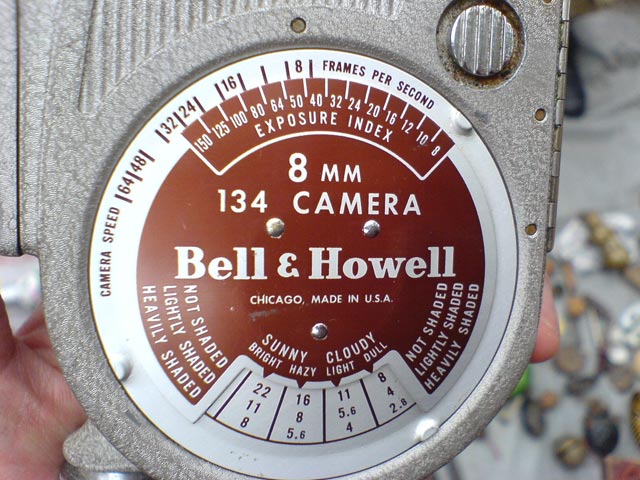 CAMERA SPEED 64 48 32 24 16 8 FRAMES PER SECOND
150 125 100 80 64 50 40 32 24 20 16 12 10 8
EXPOSURE INDEX
8 MM
134 CAMERA
Bell & Howell
CHICAGO, MADE IN U.S.A.
NOT SHADED
LIGHTLY SHADED
HEAVILY SHADED
SUNNY CLOUDY
BRIGHT HAZY LIGHT DULL
NOT SHADED
LIGHTLY SHADED
HEAVILY SHADED
22 16 11 8
11 8 5.6 4
8 5.6 4 2.8